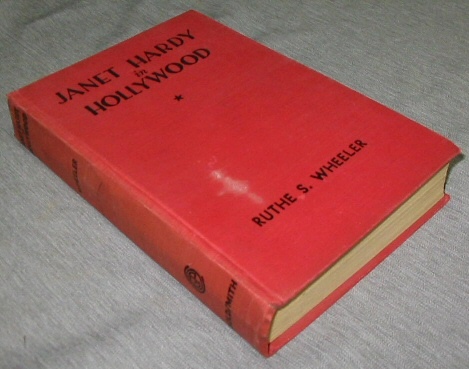 JANET HARDY
in
HOLLYWOOD
*
RUTHE S. WHEELER